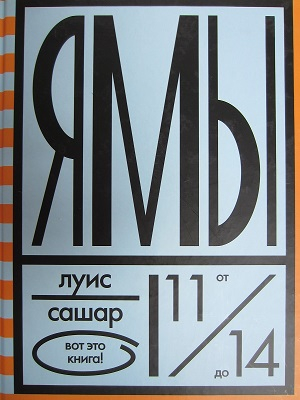 ЯМЫ
луис
сашар
вот это
книга!
от
11
до 14